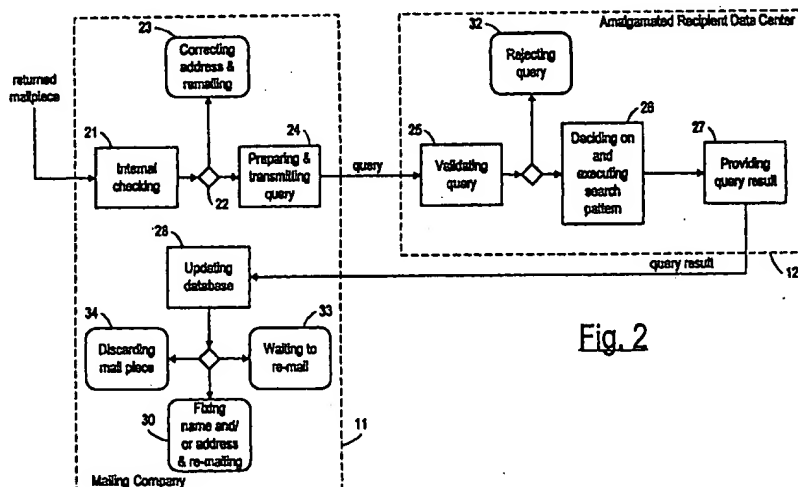 23
Correcting
address &
remailing
returned
mailpiece
21
Internal
checking
22
24
Preparing &
transmitting
query
query
Amalgamated Recipient Data Center
32
Rejecting
query
25
Validating
query
26
Deciding on
and
executing
search
pattern
27
Providing
query result
12
query result
28
Updating
database
34
Discarding
mail piece
33
Waiting to
re-mail
30
Fixing
name and/
or address
& re-mailing
11
Mailing Company
Fig. 2